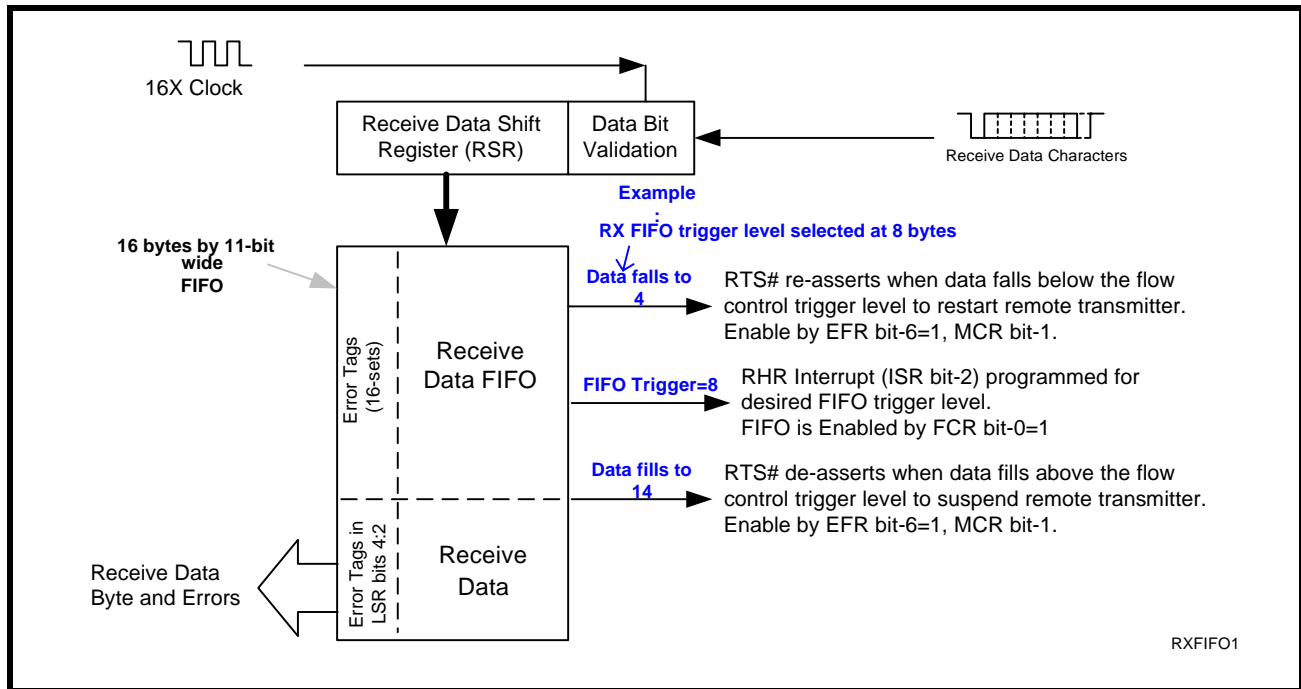 16X Clock
Receive Data Shift
Register (RSR)
Data Bit
Validation
Receive Data Characters
Example
:
RX FIFO trigger level selected at 8 bytes
16 bytes by 11-bit
wide
FIFO
Error Tags
(16-sets)
Receive
Data FIFO
Data falls to
4
RTS# re-asserts when data falls below the flow
control trigger level to restart remote transmitter.
Enable by EFR bit-6=1, MCR bit-1.
FIFO Trigger=8
RHR Interrupt (ISR bit-2) programmed for
desired FIFO trigger level.
FIFO is Enabled by FCR bit-0=1
Data fills to
14
RTS# de-asserts when data fills above the flow
control trigger level to suspend remote transmitter.
Enable by EFR bit-6=1, MCR bit-1.
Error Tags in
LSR bits 4:2
Receive
Data
Receive Data
Byte and Errors
RXFIFO1